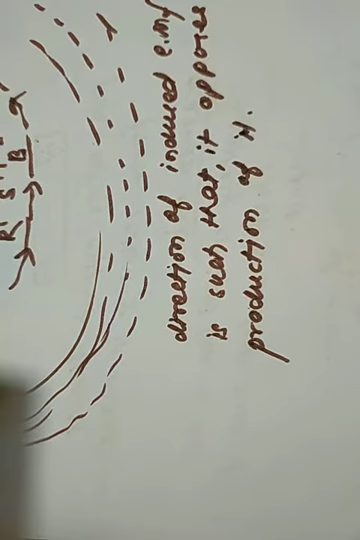 direction of induced e.m.f
is such that, it opposes
production of it.
R S T
B